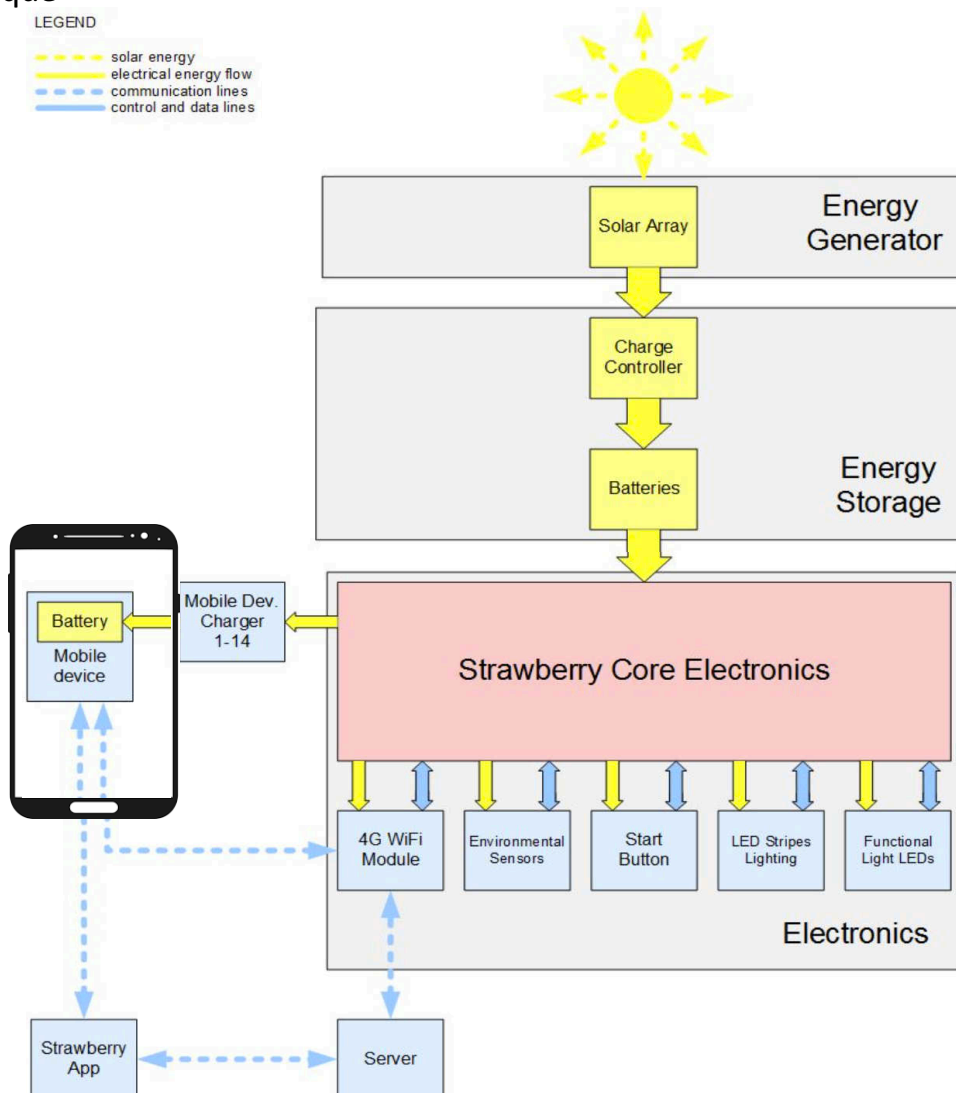 que
LEGEND
solar energy
electrical energy flow
communication lines
control and data lines
Solar Array
Energy
Generator
Charge
Controller
Batteries
Energy
Storage
Battery
Mobile
device
Mobile Dev.
Charger
1-14
Strawberry Core Electronics
4G WiFi
Module
Environmental
Sensors
Start
Button
LED Stripes
Lighting
Functional
Light LEDs
Electronics
Strawberry
App
Server